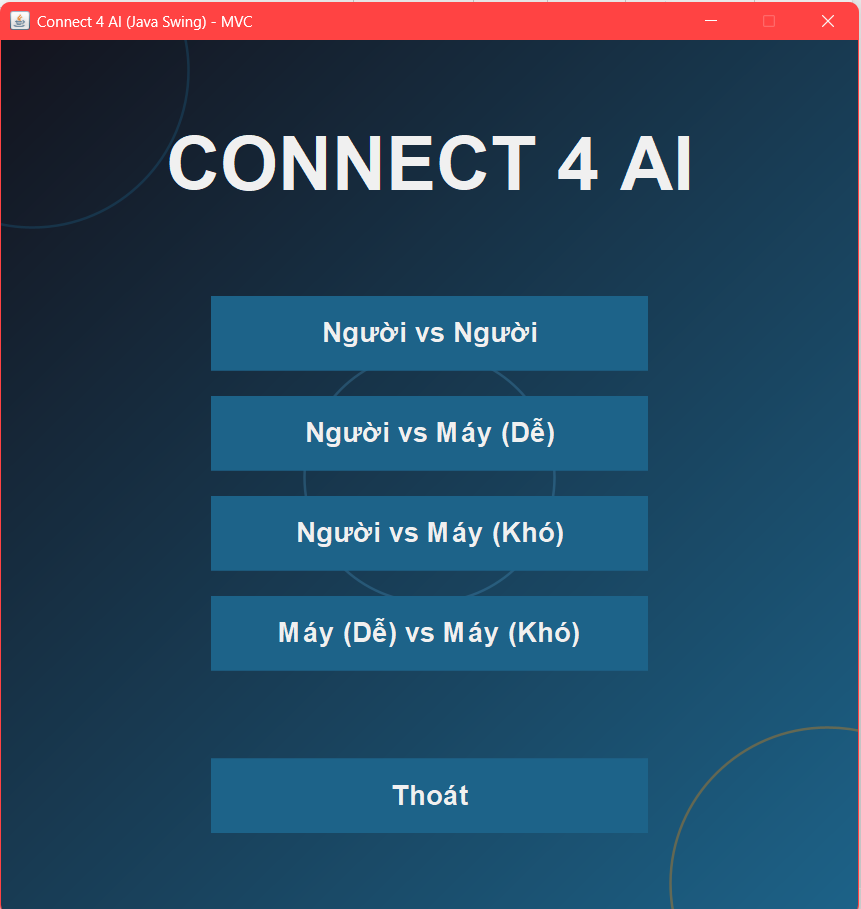 Connect 4 AI (Java Swing) - MVC
CONNECT 4 AI
Người vs Người
Người vs Máy (Dễ)
Người vs Máy (Khó)
Máy (Dễ) vs Máy (Khó)
Thoát